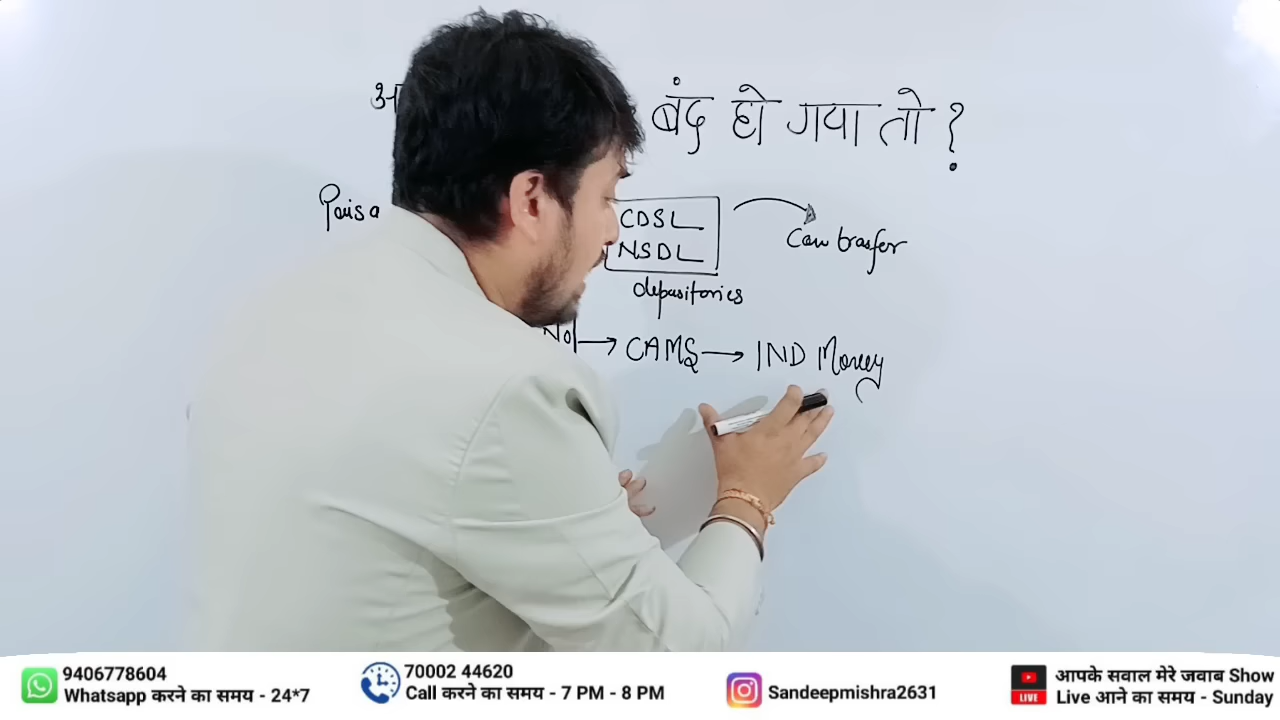 अ बंद हो गया तो ?
Paisa
CDSL
NSDL
depositories
Can transfer
No → CAMS → IND Money
9406778604
Whatsapp करने का समय - 24*7
70002 44620
Call करने का समय - 7 PM - 8 PM
Sandeepmishra2631
LIVE
आपके सवाल मेरे जवाब Show
Live आने का समय - Sunday